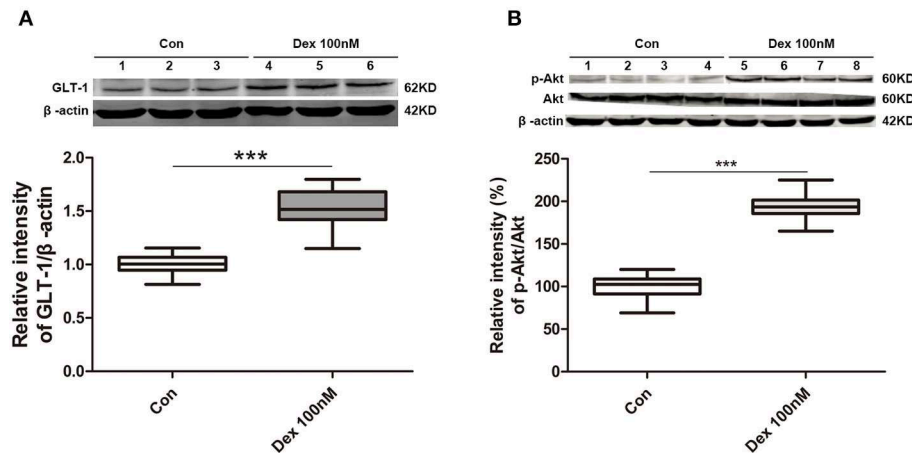 A
Con
Dex 100nM
1 2 3 4 5 6
GLT-1
62KD
β -actin
42KD
***
Relative intensity
of GLT-1/β -actin
2.0
1.5
1.0
0.5
0.0
Con
Dex 100nM
B
Con
Dex 100nM
1 2 3 4 5 6 7 8
p-Akt
60KD
Akt
60KD
β -actin
42KD
***
Relative intensity (%)
of p-Akt/Akt
250
200
150
100
50
0
Con
Dex 100nM